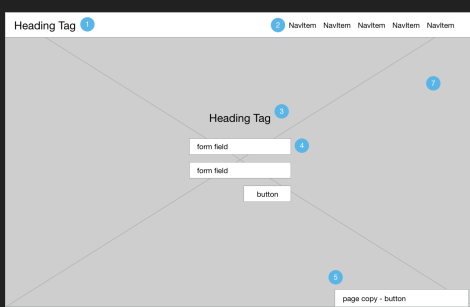 Heading Tag 1
2 NavItem NavItem NavItem NavItem NavItem
7
3
Heading Tag
form field 4
form field
button
5
page copy - button